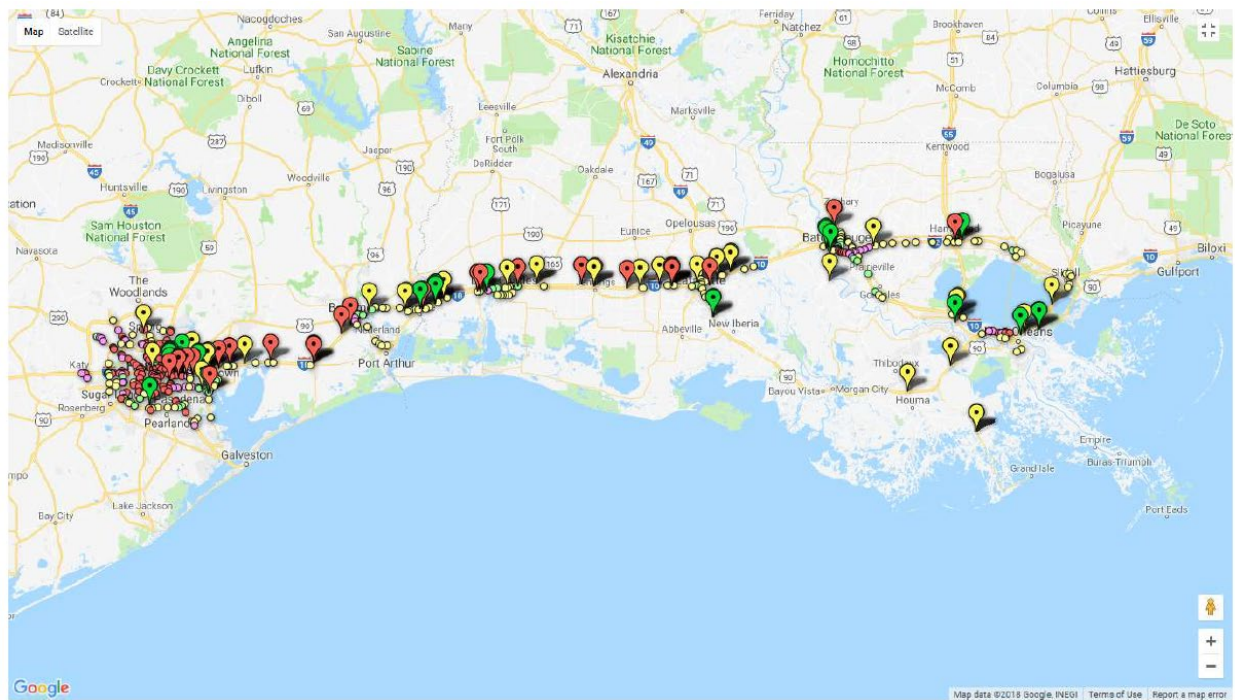 Map Satellite
Nacogdoches
San Augustine
Many
Kisatchie
National Forest
Ferriday
Natchez
Brookhaven
Collins
Ellisville
Angelina
National Forest
Lufkin
Sabine
National Forest
Alexandria
Homochitto
National Forest
McComb
Columbia
Hattiesburg
Davy Crockett
National Forest
Crockett
Diboll
Leesville
Marksville
De Soto
National Forest
Madisonville
Fort Polk
South
DeRidder
Kentwood
Jasper
Woodville
Oakdale
Bogalusa
Huntsville
Livingston
Sam Houston
National Forest
Opelousas
Picayune
Navasota
Eunice
Biloxi
Gulfport
Prairieville
The
Woodlands
Nederland
Port Arthur
Abbeville
New Iberia
Thibodaux
Houma
Bayou Vista
Morgan City
Katy
Rosenberg
Pearland
Galveston
Empire
Buras-Triumph
Grand Isle
Lake Jackson
Bay City
Port Eads
Google
Map data ©2018 Google, INEGI
Terms of Use
Report a map error